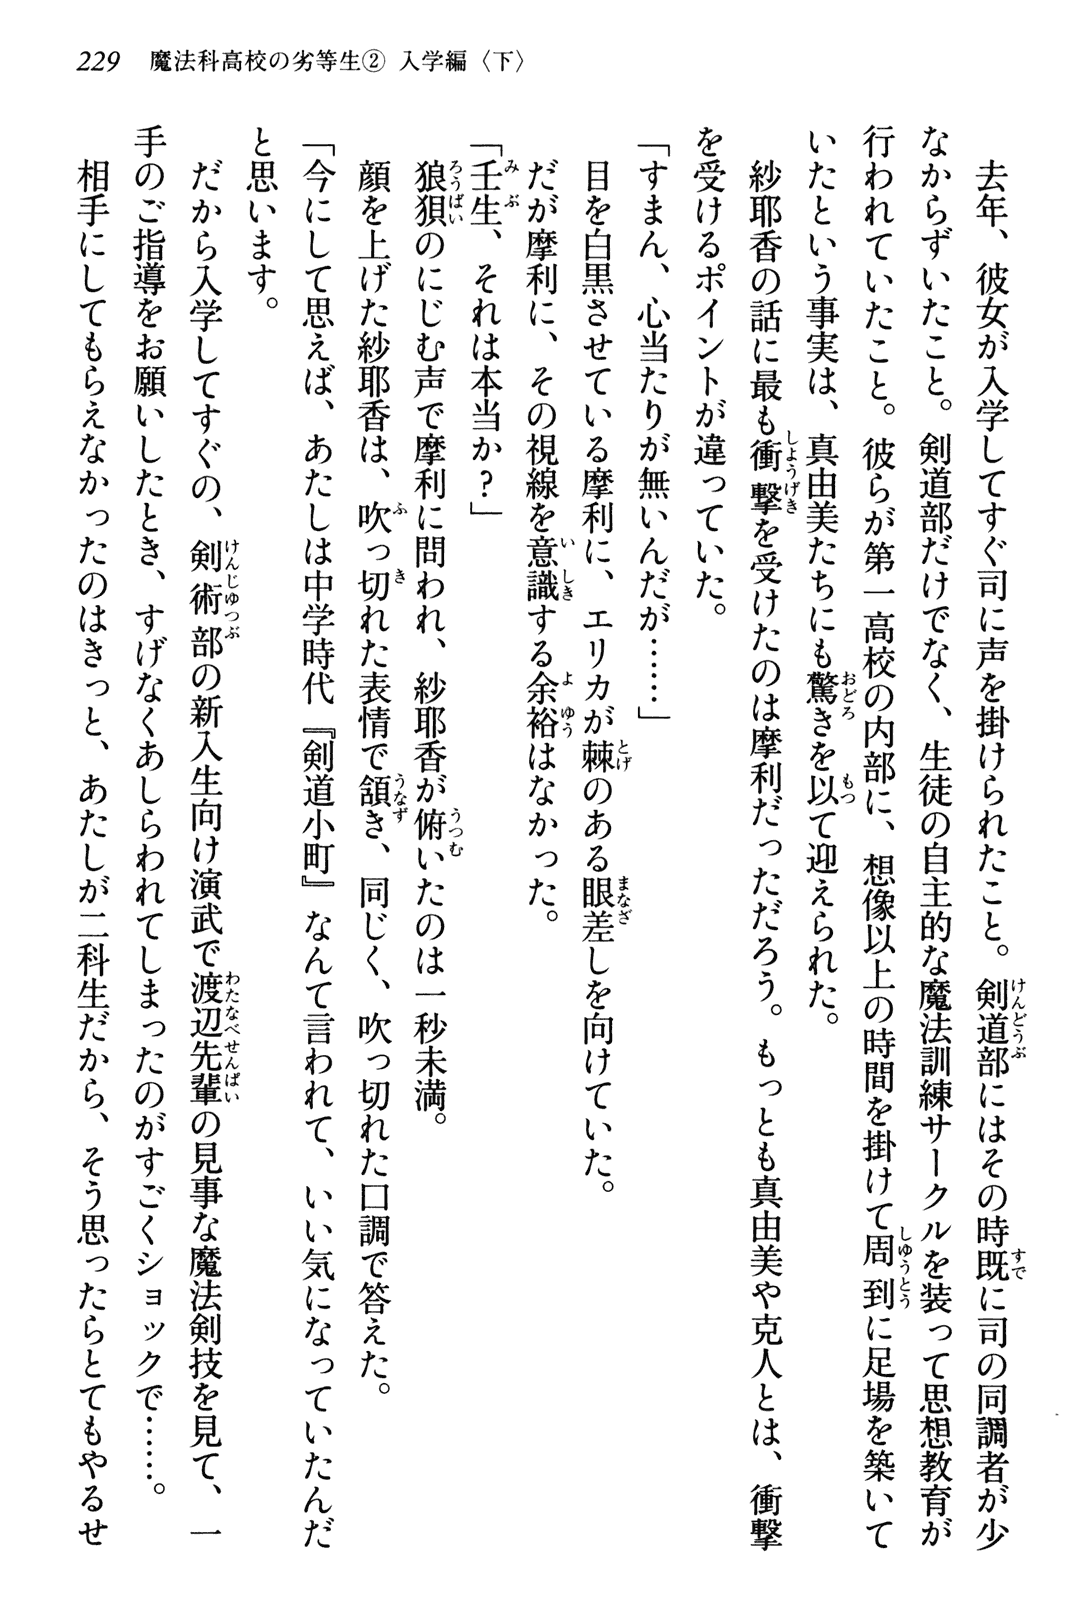 229 魔法科高校の劣等生② 入学編〈下〉
去年、彼女が入学してすぐ司に声を掛けられたこと。剣道部にはその時既に司の同調者が少
なからずいたこと。剣道部だけでなく、生徒の自主的な魔法訓練サークルを装って思想教育が
行われていたこと。彼らが第一高校の内部に、想像以上の時間を掛けて周到に足場を築いて
いたという事実は、真由美たちにも驚きを以て迎えられた。
紗耶香の話に最も衝撃を受けたのは摩利だっただろう。もっとも真由美や克人とは、衝撃
を受けるポイントが違っていた。
「すまん、心当たりが無いんだが……」
目を白黒させている摩利に、エリカが棘のある眼差しを向けていた。
だが摩利に、その視線を意識する余裕はなかった。
「壬生、それは本当か？」
狼狽のにじむ声で摩利に問われ、紗耶香が俯いたのは一秒未満。
顔を上げた紗耶香は、吹っ切れた表情で頷き、同じく、吹っ切れた口調で答えた。
「今にして思えば、あたしは中学時代『剣道小町』なんて言われて、いい気になっていたんだ
と思います。
だから入学してすぐの、剣術部の新入生向け演武で渡辺先輩の見事な魔法剣技を見て、一
手のご指導をお願いしたとき、すげなくあしらわれてしまったのがすごくショックで……。
相手にしてもらえなかったのはきっと、あたしが二科生だから、そう思ったらとてもやるせ